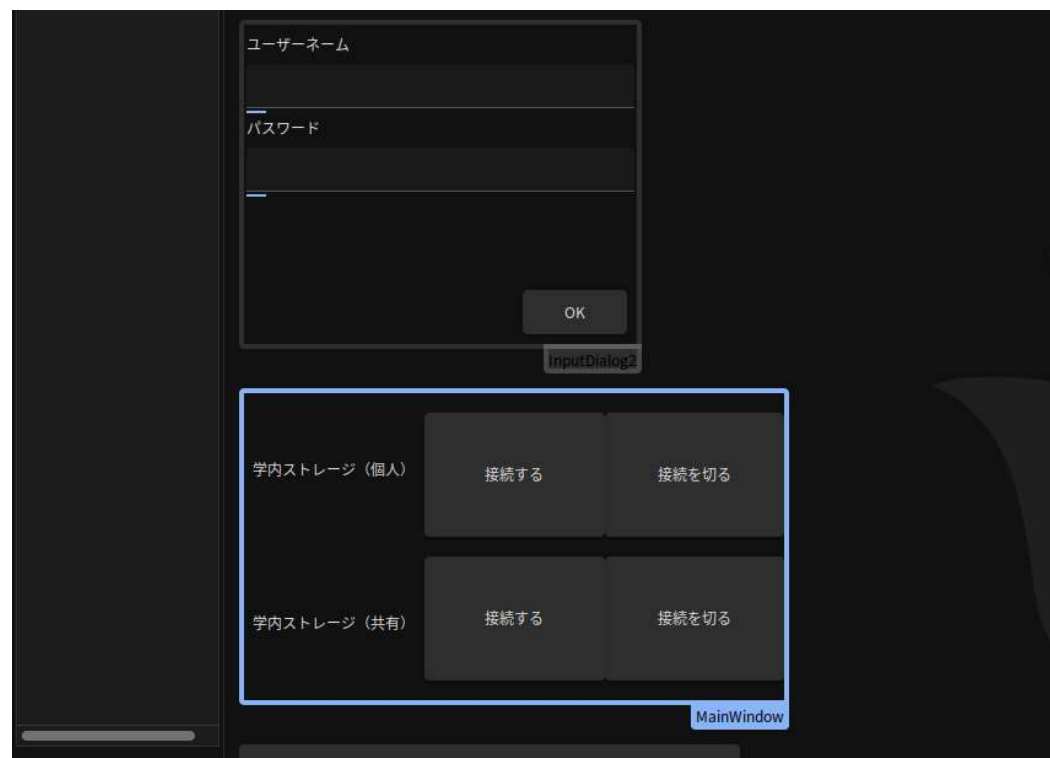 ユーザーネーム
パスワード
OK
InputDialog2
学内ストレージ（個人）
接続する
接続を切る
学内ストレージ（共有）
接続する
接続を切る
MainWindow